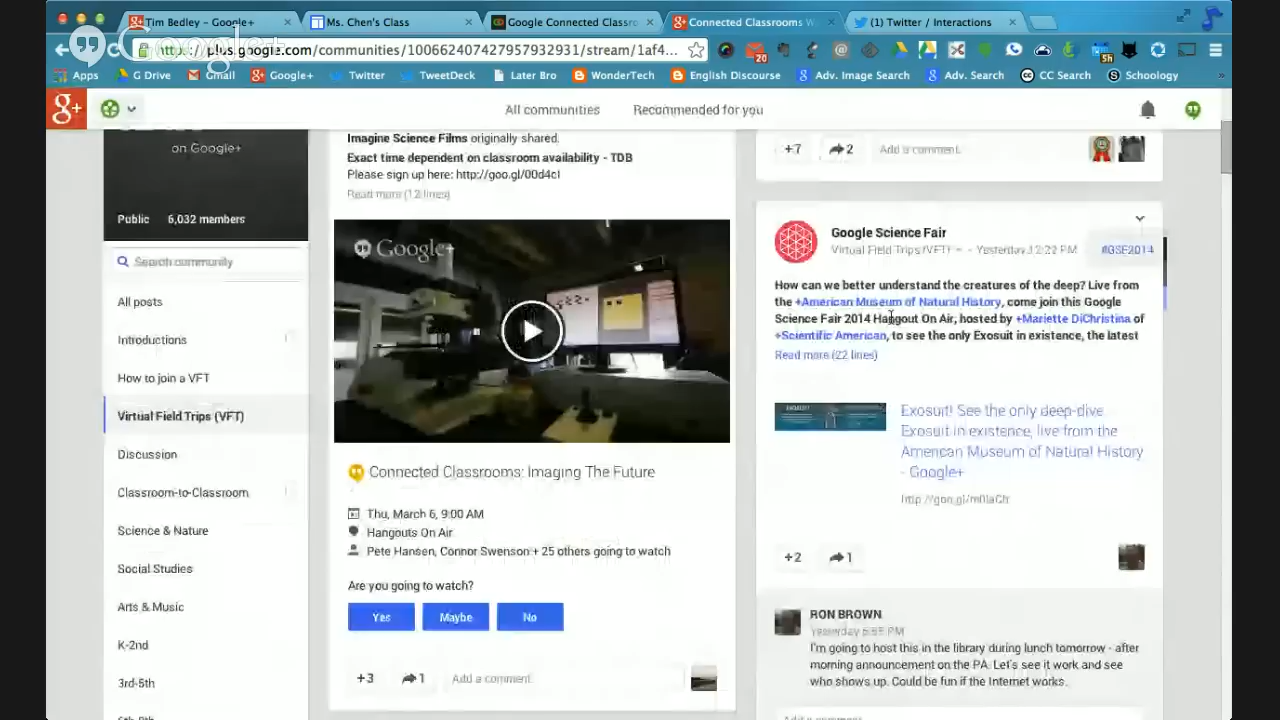 Tim Bedley - Google+
Ms. Chen's Class
Google Connected Classro
Connected Classrooms W
(1) Twitter / Interactions
Google+
https://plus.google.com/communities/100662407427957932931/stream/1af4...
20
5h
Apps
G Drive
Gmail
Google+
Twitter
TweetDeck
Later Bro
WonderTech
English Discourse
Adv. Image Search
Adv. Search
CC Search
Schoology
»
g+
All communities
Recommended for you
on Google+
Public 6,032 members
Search community
All posts
Introductions
How to join a VFT
Virtual Field Trips (VFT)
Discussion
Classroom-to-Classroom
Science & Nature
Social Studies
Arts & Music
K-2nd
3rd-5th
Imagine Science Films originally shared:
Exact time dependent on classroom availability - TDB
Please sign up here: http://goo.gl/00d4cI
Read more (12 lines)
Google+
Connected Classrooms: Imaging The Future
Thu, March 6, 9:00 AM
Hangouts On Air
Pete Hansen, Connor Swenson + 25 others going to watch
Are you going to watch?
Yes
Maybe
No
+3
1
Add a comment
+7
2
Add a comment
Google Science Fair
Virtual Field Trips (VFT) - Yesterday 12:22 PM
#GSF2014
How can we better understand the creatures of the deep? Live from
the +American Museum of Natural History, come join this Google
Science Fair 2014 Hangout On Air, hosted by +Mariette DiChristina of
+Scientific American, to see the only Exosuit in existence, the latest
Read more (22 lines)
Exosuit! See the only deep-dive
Exosuit in existence, live from the
American Museum of Natural History
- Google+
+2
1
RON BROWN
Yesterday
I'm going to host this in the library during lunch tomorrow - after
morning announcement on the PA. Let's see it work and see
who shows up. Could be fun if the Internet works.
Add a comment